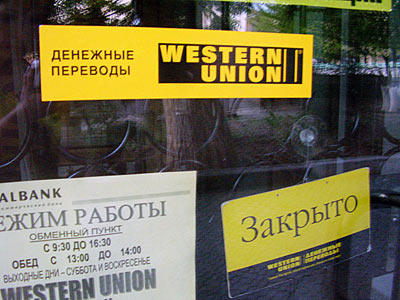 ДЕНЕЖНЫЕ
ПЕРЕВОДЫ
WESTERN
UNION
ALBANK
ЕЖИМ РАБОТЫ
ОБМЕННЫЙ ПУНКТ
С 9:30 ДО 16:30
ОБЕД С 13:00 ДО 14:00
ВЫХОДНЫЕ ДНИ – СУББОТА И ВОСКРЕСЕНЬЕ
WESTERN UNION
Закрыто
WESTERN
UNION
ДЕНЕЖНЫЕ
ПЕРЕВОДЫ